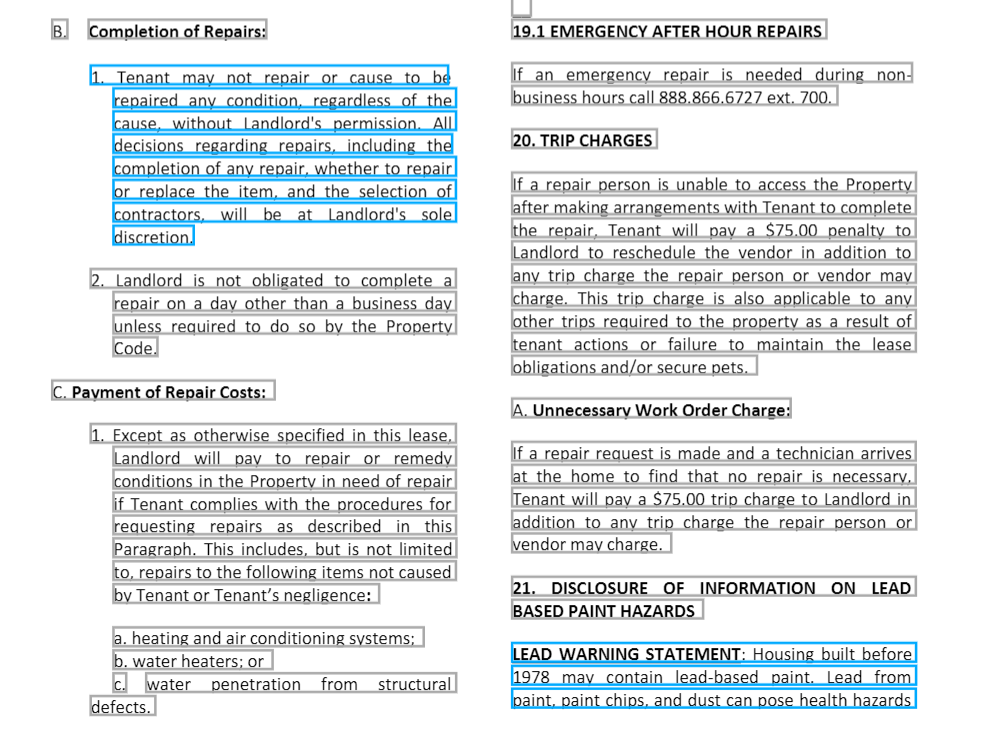 B. Completion of Repairs:
1. Tenant may not repair or cause to be
repaired any condition, regardless of the
cause, without Landlord's permission. All
decisions regarding repairs, including the
completion of any repair, whether to repair
or replace the item, and the selection of
contractors, will be at Landlord's sole
discretion.
2. Landlord is not obligated to complete a
repair on a day other than a business day
unless required to do so by the Property
Code.
C. Payment of Repair Costs:
1. Except as otherwise specified in this lease,
Landlord will pay to repair or remedy
conditions in the Property in need of repair
if Tenant complies with the procedures for
requesting repairs as described in this
Paragraph. This includes, but is not limited
to, repairs to the following items not caused
by Tenant or Tenant’s negligence:
a. heating and air conditioning systems;
b. water heaters; or
c. water penetration from structural
defects.
19.1 EMERGENCY AFTER HOUR REPAIRS
If an emergency repair is needed during non-
business hours call 888.866.6727 ext. 700.
20. TRIP CHARGES
If a repair person is unable to access the Property
after making arrangements with Tenant to complete
the repair, Tenant will pay a $75.00 penalty to
Landlord to reschedule the vendor in addition to
any trip charge the repair person or vendor may
charge. This trip charge is also applicable to any
other trips required to the property as a result of
tenant actions or failure to maintain the lease
obligations and/or secure pets.
A. Unnecessary Work Order Charge:
If a repair request is made and a technician arrives
at the home to find that no repair is necessary,
Tenant will pay a $75.00 trip charge to Landlord in
addition to any trip charge the repair person or
vendor may charge.
21. DISCLOSURE OF INFORMATION ON LEAD
BASED PAINT HAZARDS
LEAD WARNING STATEMENT: Housing built before
1978 may contain lead-based paint. Lead from
paint, paint chips, and dust can pose health hazards